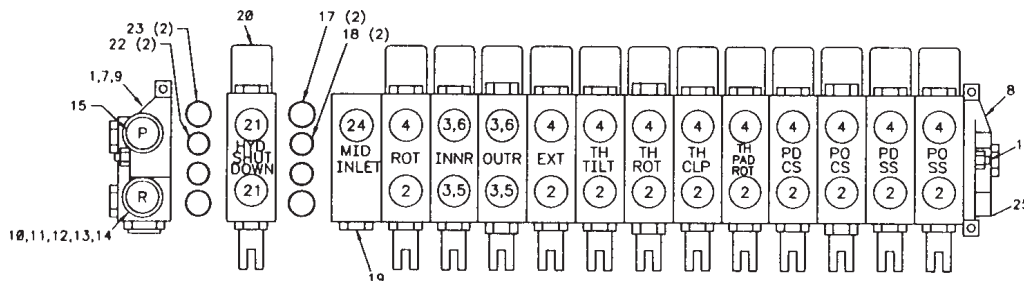 20
23 (2)
22 (2)
17 (2)
18 (2)
1,7,9
15
P
R
10,11,12,13,14
21
HYD
SHUT
DOWN
21
24
MID
INLET
19
4
ROT
2
3,6
INNR
3,5
3,6
OUTR
3,5
4
EXT
2
4
TH
TILT
2
4
TH
ROT
2
4
TH
CLP
2
4
TH
PAD
ROT
2
4
PD
CS
2
4
PO
CS
2
4
PD
SS
2
4
PO
SS
2
8
1
25